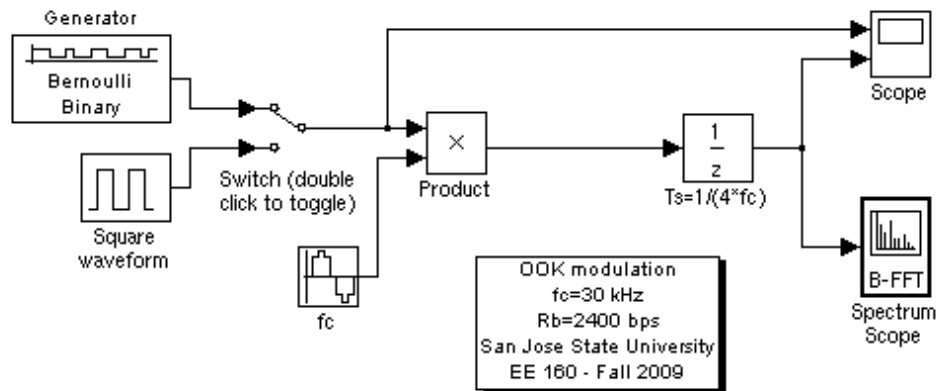 Generator
Bernoulli
Binary
Square
waveform
Switch (double
click to toggle)
fc
×
Product
1
z
Ts=1/(4*fc)
Scope
B-FFT
Spectrum
Scope
OOK modulation
fc=30 kHz
Rb=2400 bps
San Jose State University
EE 160 - Fall 2009